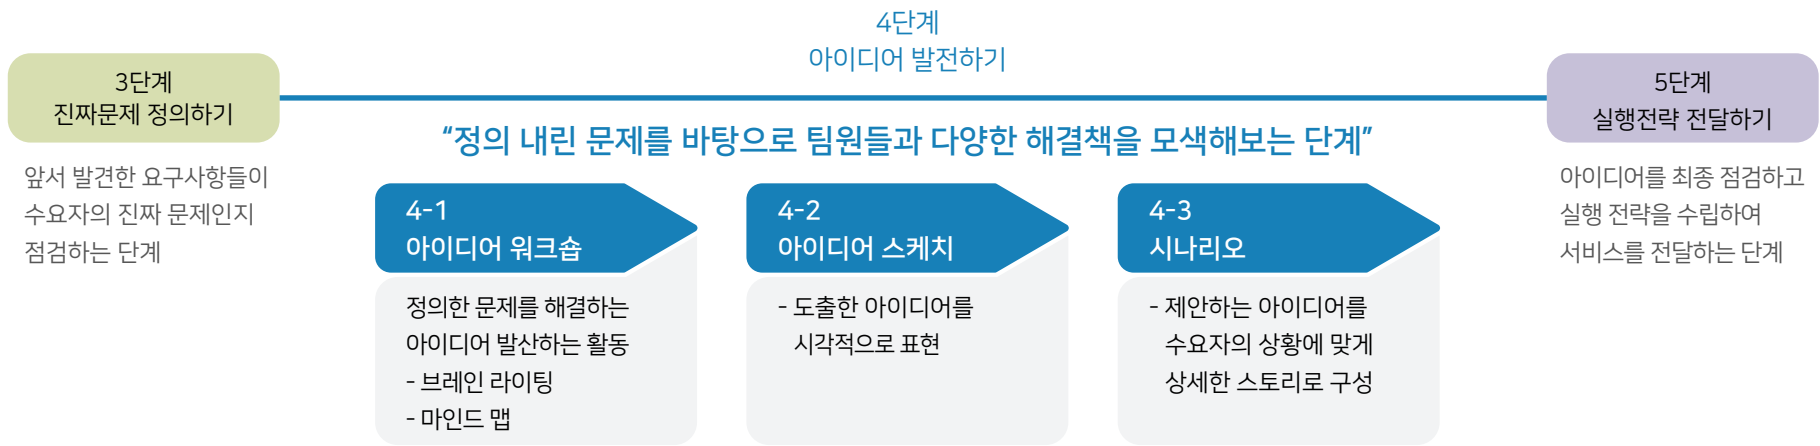 4단계
아이디어 발전하기
3단계
진짜문제 정의하기
앞서 발견한 요구사항들이
수요자의 진짜 문제인지
점검하는 단계
“정의 내린 문제를 바탕으로 팀원들과 다양한 해결책을 모색해보는 단계”
4-1
아이디어 워크숍
정의한 문제를 해결하는
아이디어 발산하는 활동
- 브레인 라이팅
- 마인드 맵
4-2
아이디어 스케치
- 도출한 아이디어를
시각적으로 표현
4-3
시나리오
- 제안하는 아이디어를
수요자의 상황에 맞게
상세한 스토리로 구성
5단계
실행전략 전달하기
아이디어를 최종 점검하고
실행 전략을 수립하여
서비스를 전달하는 단계